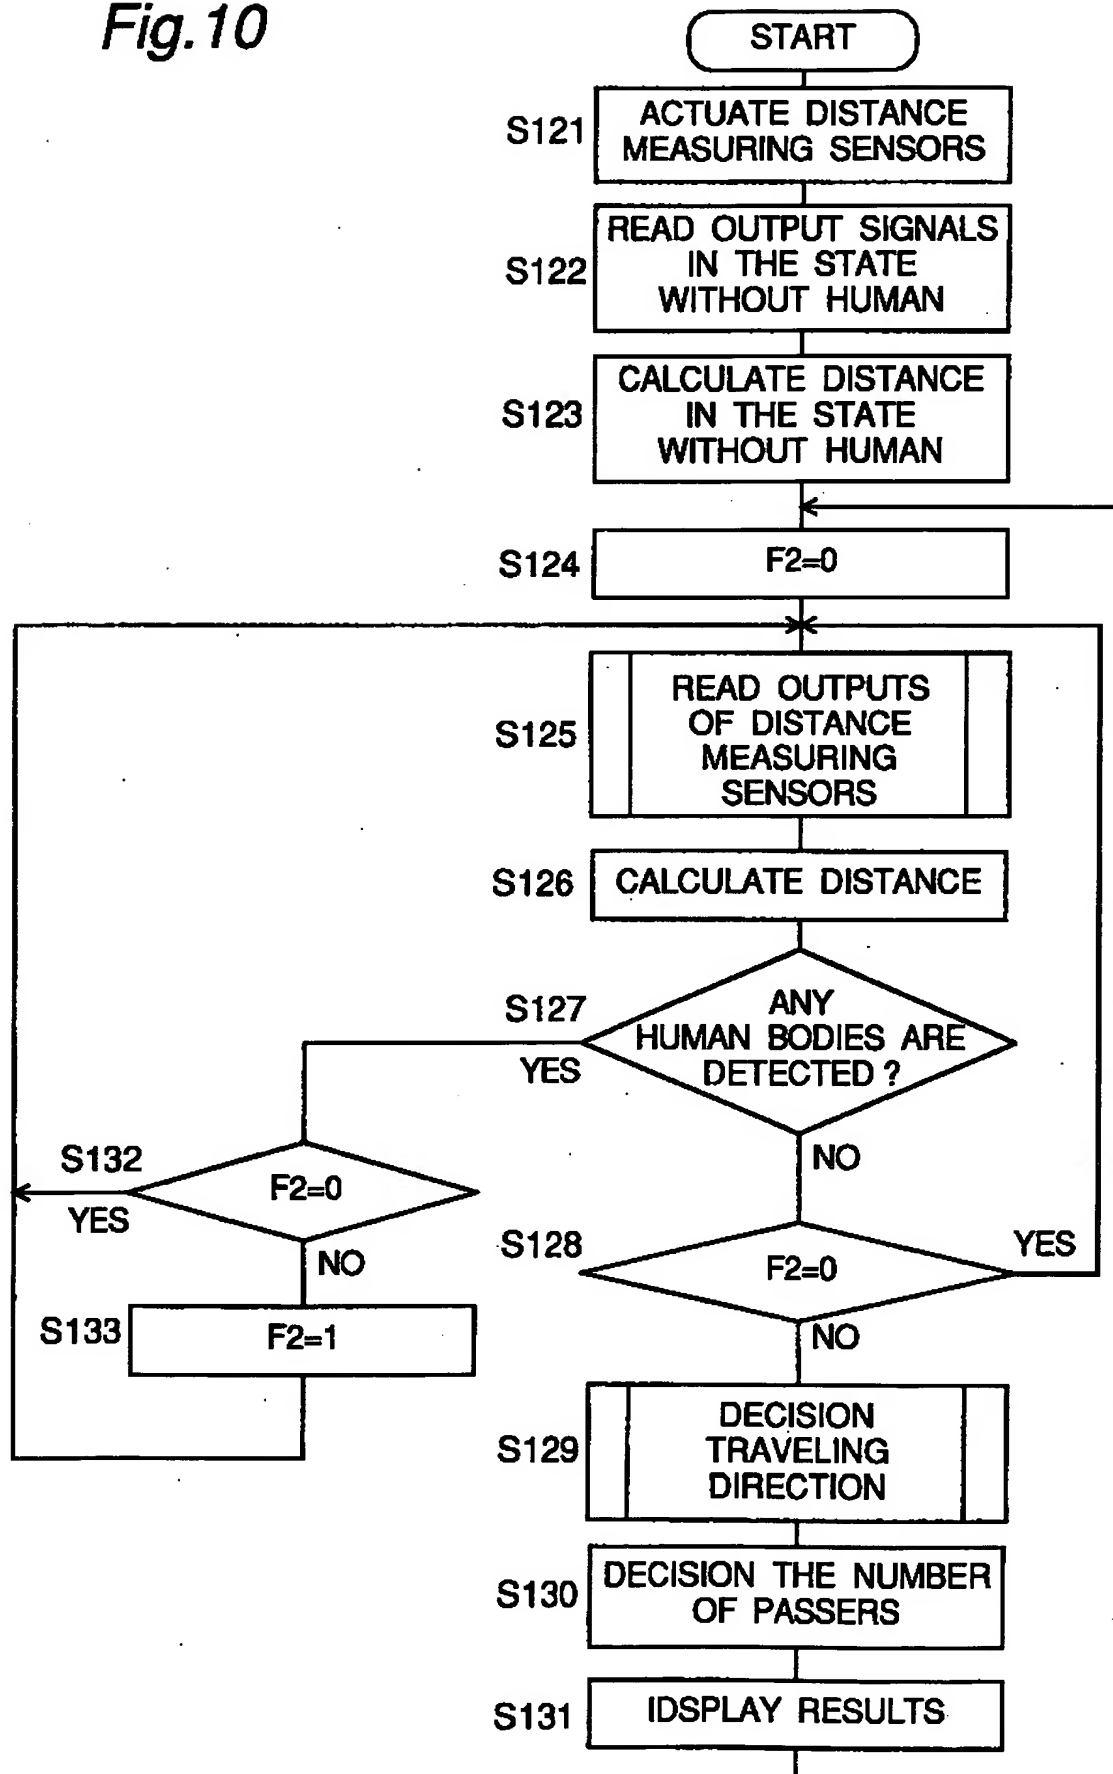 Fig.10
START
S121
ACTUATE DISTANCE
MEASURING SENSORS
S122
READ OUTPUT SIGNALS
IN THE STATE
WITHOUT HUMAN
S123
CALCULATE DISTANCE
IN THE STATE
WITHOUT HUMAN
S124
F2=0
S125
READ OUTPUTS
OF DISTANCE
MEASURING
SENSORS
S126
CALCULATE DISTANCE
S127
ANY
HUMAN BODIES ARE
DETECTED ?
YES
NO
S132
F2=0
YES
NO
S128
F2=0
YES
NO
S133
F2=1
S129
DECISION
TRAVELING
DIRECTION
S130
DECISION THE NUMBER
OF PASSERS
S131
IDSPLAY RESULTS